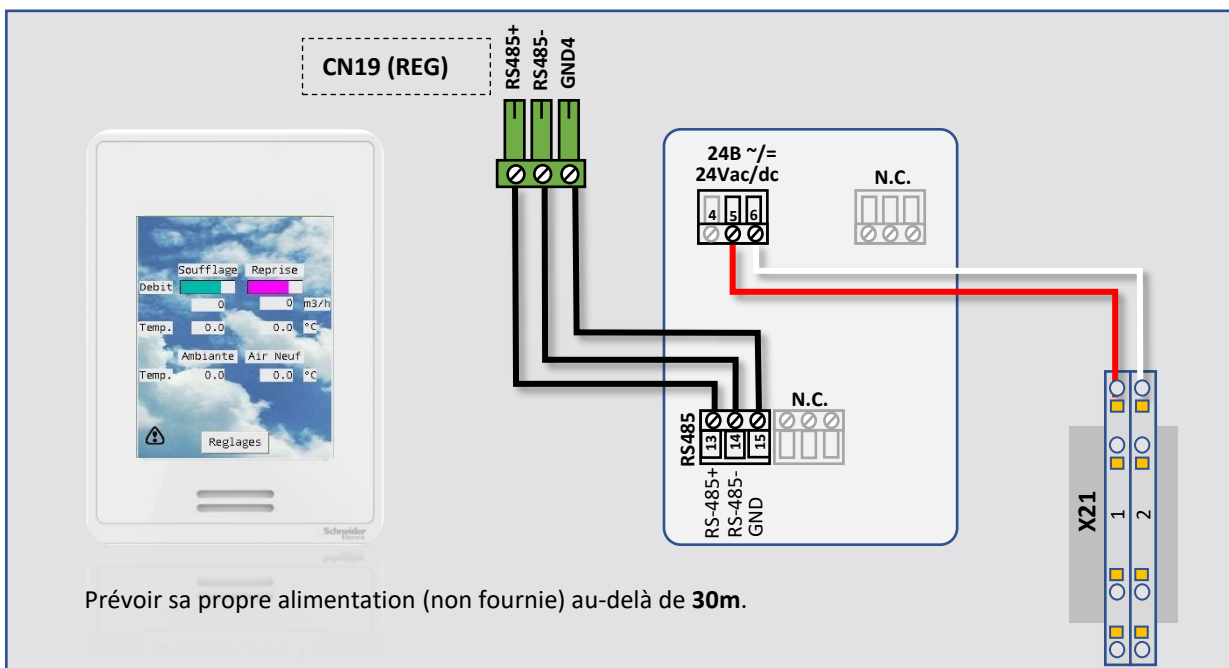 CN19 (REG)
RS485+
RS485-
GND4
24B ~/=
24Vac/dc
4 5 6
N.C.
Soufflage Reprise
Debit
0 0 m3/h
Temp. 0.0 0.0 °C
Ambiante Air Neuf
Temp. 0.0 0.0 °C
Reglages
Schneider
Electric
RS485
13 14 15
N.C.
RS-485+
RS-485-
GND
X21
1
2
Prévoir sa propre alimentation (non fournie) au-delà de 30m.